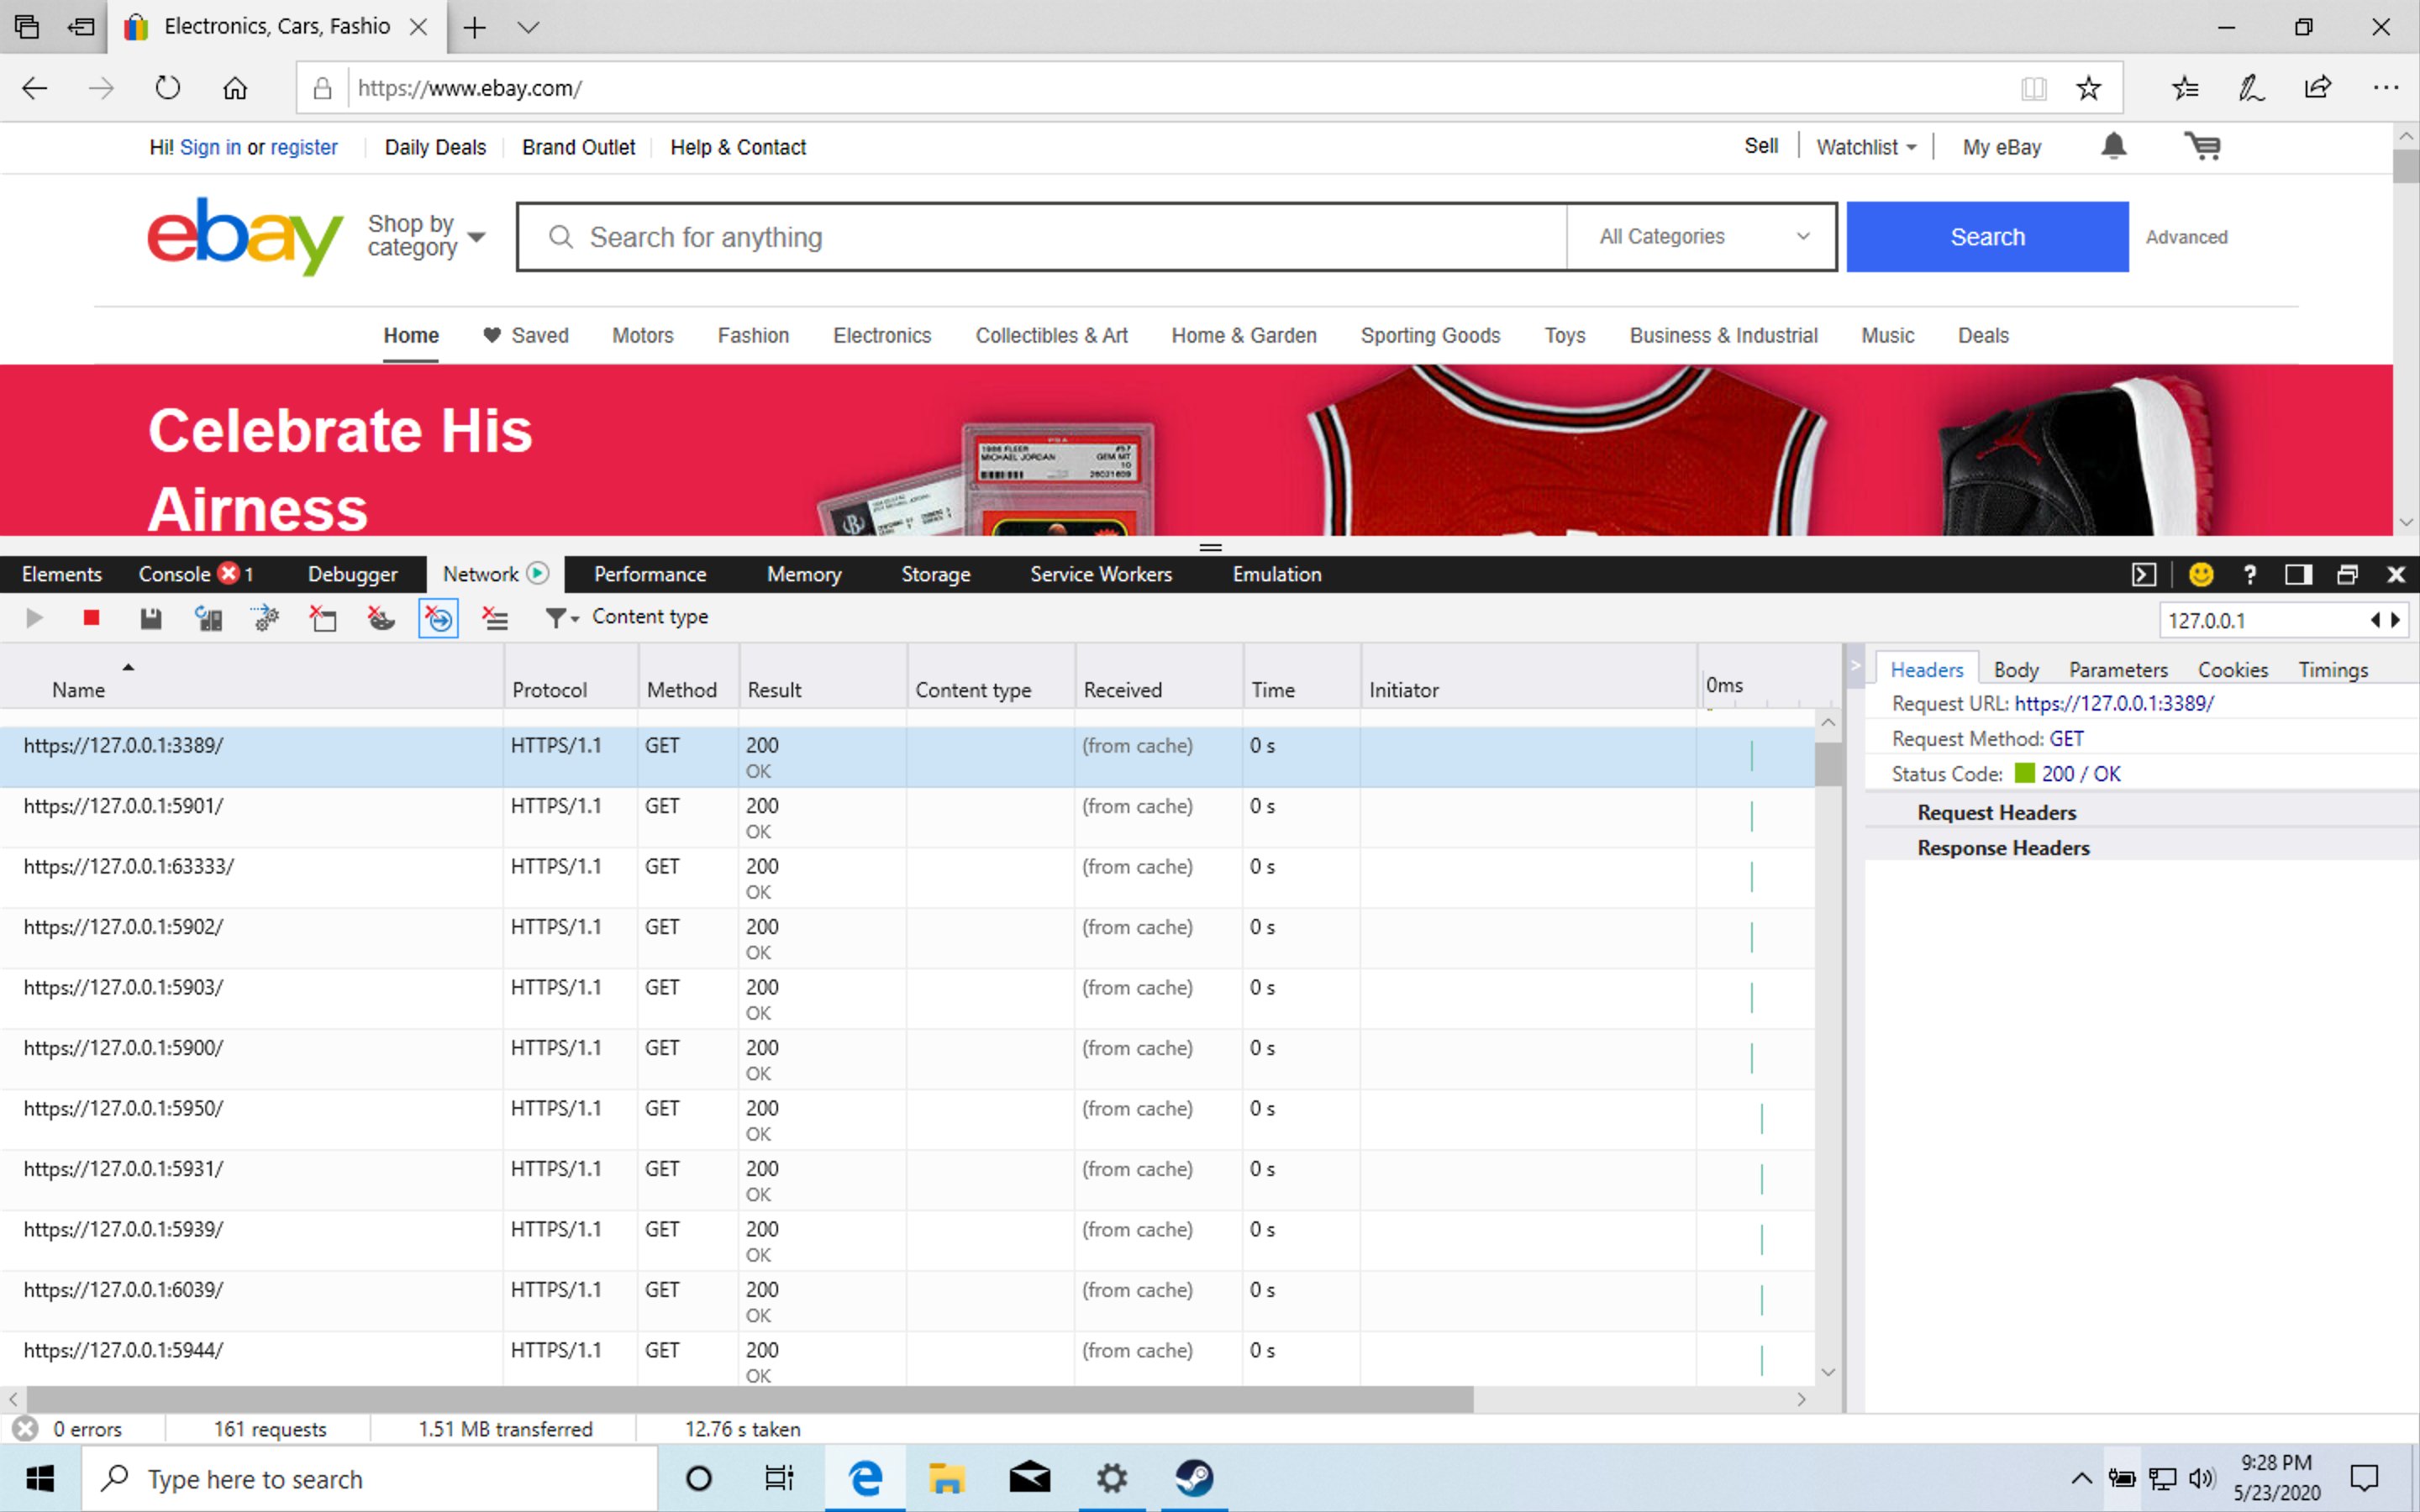 Electronics, Cars, Fashio
https://www.ebay.com/
Hi! Sign in or register
Daily Deals
Brand Outlet
Help & Contact
Sell
Watchlist
My eBay
ebay
Shop by
category
Search for anything
All Categories
Search
Advanced
Home
Saved
Motors
Fashion
Electronics
Collectibles & Art
Home & Garden
Sporting Goods
Toys
Business & Industrial
Music
Deals
Celebrate His
Airness
PSA
1986 FLEER #57
MICHAEL JORDAN GEM MT
10
26021609
Elements
Console 1
Debugger
Network
Performance
Memory
Storage
Service Workers
Emulation
?
Content type
127.0.0.1
Name Protocol Method Result Content type Received Time Initiator 0ms
https://127.0.0.1:3389/ HTTPS/1.1 GET 200 (from cache) 0 s
OK
https://127.0.0.1:5901/ HTTPS/1.1 GET 200 (from cache) 0 s
OK
https://127.0.0.1:63333/ HTTPS/1.1 GET 200 (from cache) 0 s
OK
https://127.0.0.1:5902/ HTTPS/1.1 GET 200 (from cache) 0 s
OK
https://127.0.0.1:5903/ HTTPS/1.1 GET 200 (from cache) 0 s
OK
https://127.0.0.1:5900/ HTTPS/1.1 GET 200 (from cache) 0 s
OK
https://127.0.0.1:5950/ HTTPS/1.1 GET 200 (from cache) 0 s
OK
https://127.0.0.1:5931/ HTTPS/1.1 GET 200 (from cache) 0 s
OK
https://127.0.0.1:5939/ HTTPS/1.1 GET 200 (from cache) 0 s
OK
https://127.0.0.1:6039/ HTTPS/1.1 GET 200 (from cache) 0 s
OK
https://127.0.0.1:5944/ HTTPS/1.1 GET 200 (from cache) 0 s
OK
Headers
Body
Parameters
Cookies
Timings
Request URL: https://127.0.0.1:3389/
Request Method: GET
Status Code: 200 / OK
Request Headers
Response Headers
0 errors
161 requests
1.51 MB transferred
12.76 s taken
Type here to search
9:28 PM
5/23/2020